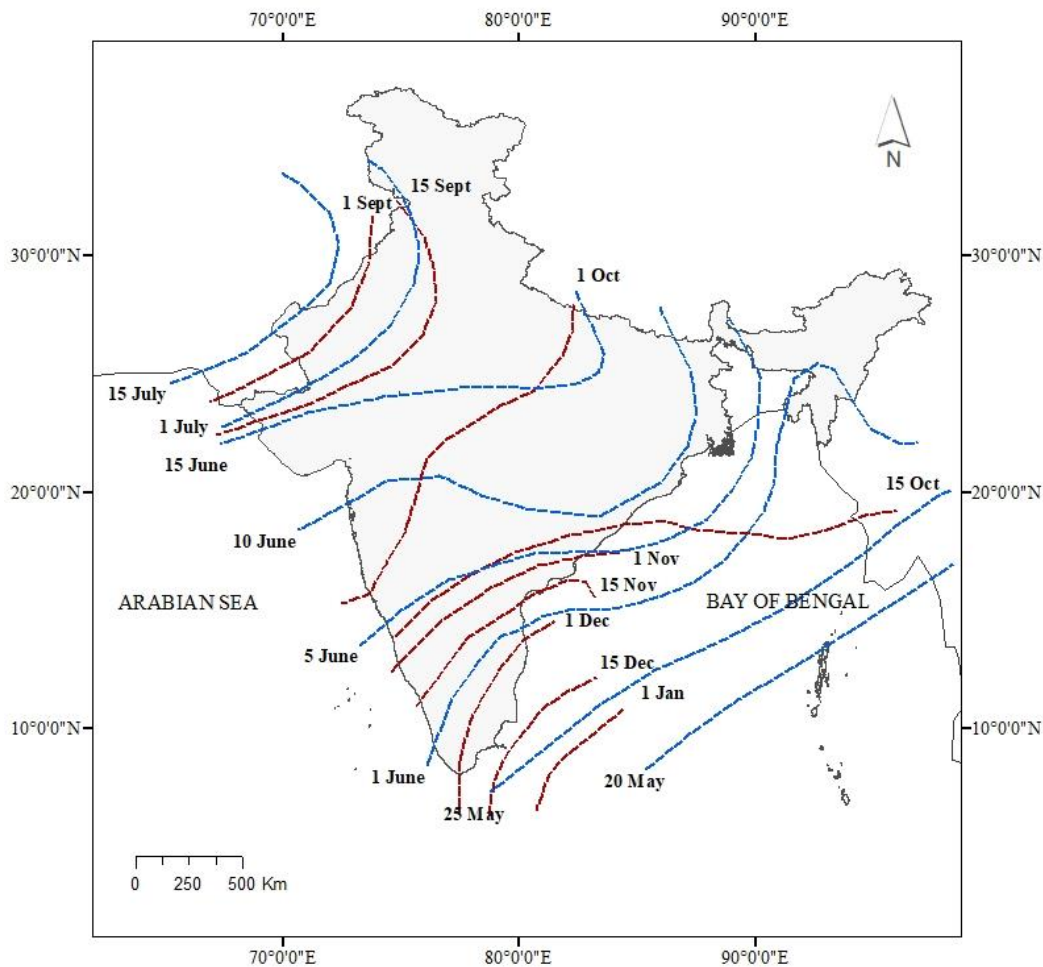 70°0'0"E 80°0'0"E 90°0'0"E
N
15 Sept
1 Sept
30°0'0"N 30°0'0"N
1 Oct
15 July
1 July
15 June
15 Oct
20°0'0"N 20°0'0"N
10 June
1 Nov
15 Nov
ARABIAN SEA BAY OF BENGAL
1 Dec
5 June
15 Dec
1 Jan
10°0'0"N 10°0'0"N
1 June
20 May
25 May
0 250 500 Km
70°0'0"E 80°0'0"E 90°0'0"E